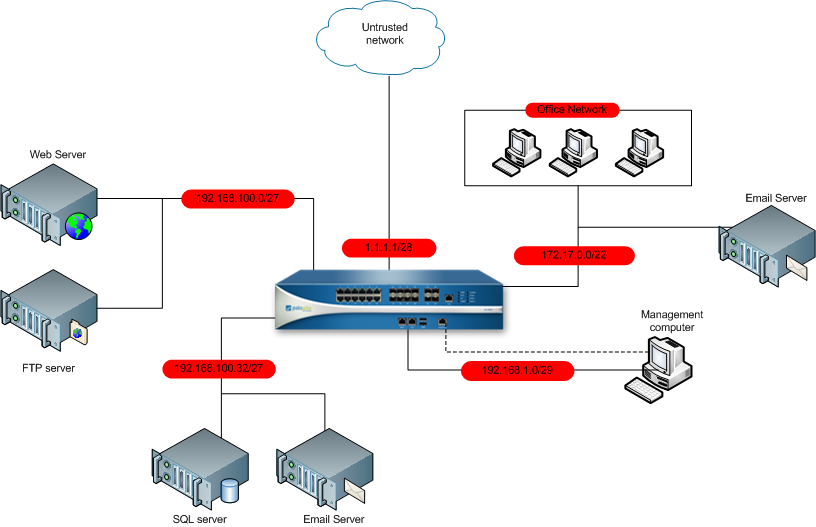 Untrusted
network
Office Network
Web Server
192.168.100.0/27
Email Server
1.1.1.1/28
172.17.0.0/22
Management
computer
FTP server
192.168.100.32/27
192.168.1.0/29
SQL server
Email Server